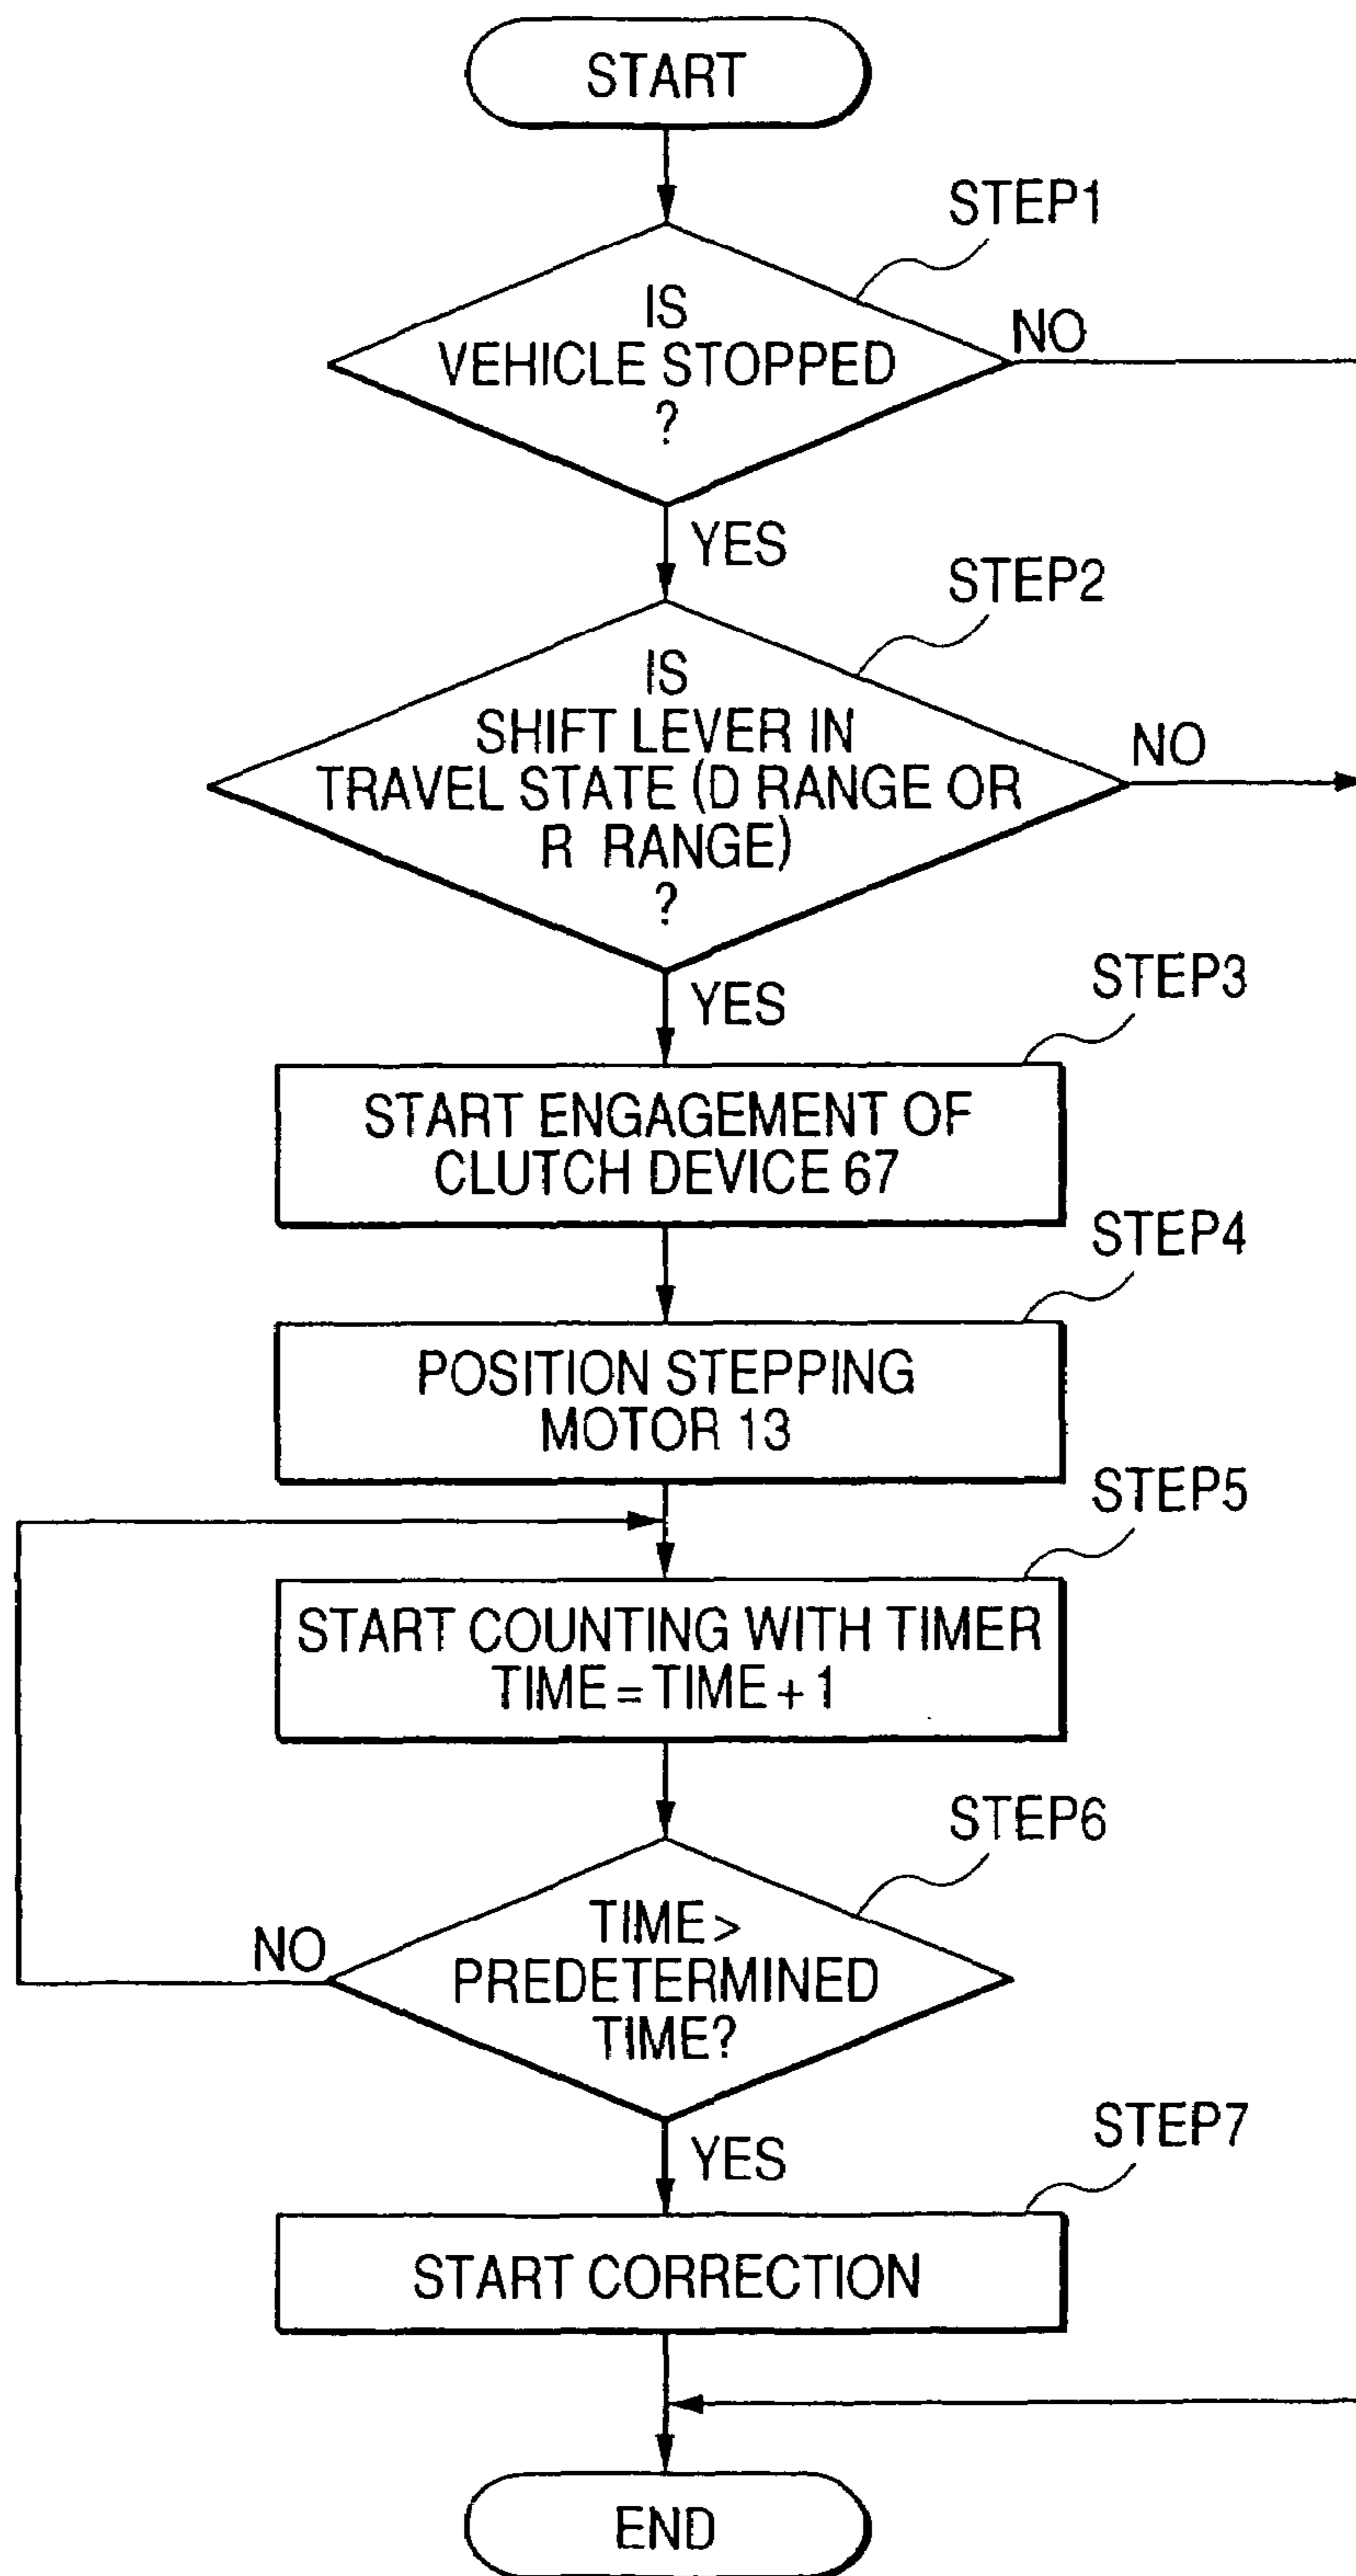 START
STEP1
IS
VEHICLE STOPPED
?
NO
YES
STEP2
IS
SHIFT LEVER IN
TRAVEL STATE (D RANGE OR
R RANGE)
?
NO
YES
STEP3
START ENGAGEMENT OF
CLUTCH DEVICE 67
STEP4
POSITION STEPPING
MOTOR 13
STEP5
START COUNTING WITH TIMER
TIME = TIME + 1
STEP6
TIME >
PREDETERMINED
TIME?
NO
YES
STEP7
START CORRECTION
END